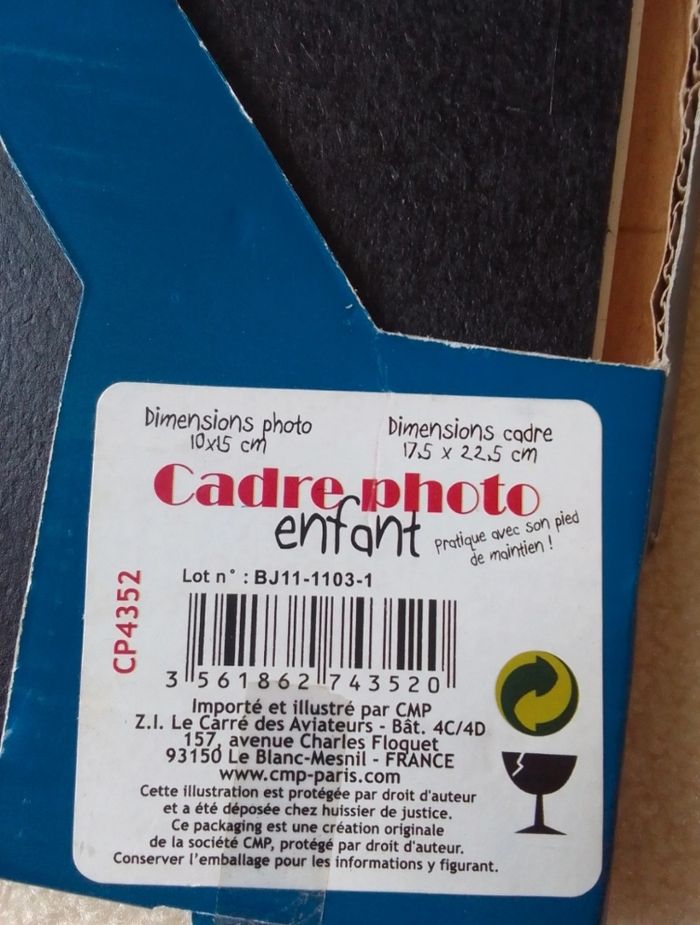 Dimensions photo
10x15 cm
Dimensions cadre
17.5 x 22.5 cm
Cadre photo
enfant
Pratique avec son pied
de maintien !
Lot n° : BJ11-1103-1
CP4352
3 561862 743520
Importé et illustré par CMP
Z.I. Le Carré des Aviateurs - Bât. 4C/4D
157, avenue Charles Floquet
93150 Le Blanc-Mesnil - FRANCE
www.cmp-paris.com
Cette illustration est protégée par droit d'auteur
et a été déposée chez huissier de justice.
Ce packaging est une création originale
de la société CMP, protégé par droit d'auteur.
Conserver l'emballage pour les informations y figurant.